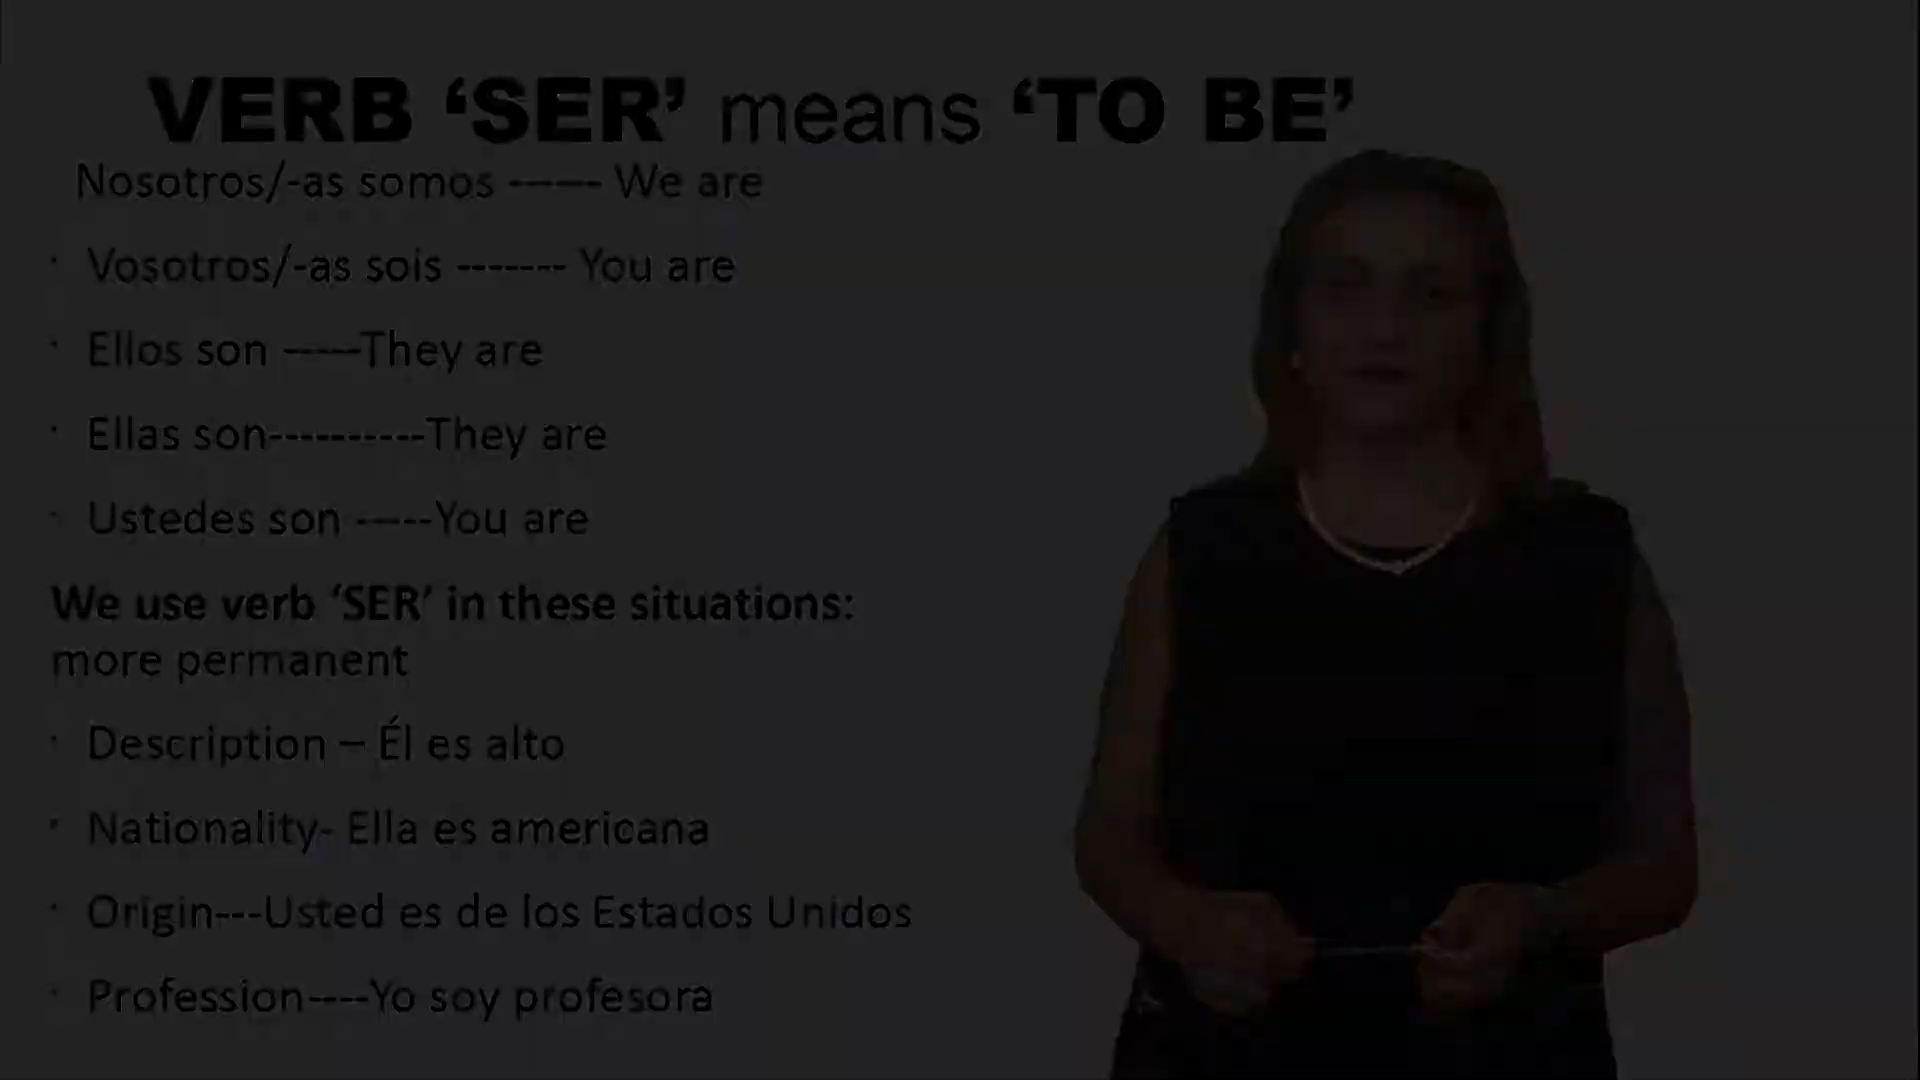 VERB ‘SER’ means ‘TO BE’
Nosotros/-as somos ------ We are
· Vosotros/-as sois ------- You are
· Ellos son -----They are
· Ellas son----------They are
· Ustedes son -----You are
We use verb ‘SER’ in these situations:
more permanent
· Description – Él es alto
· Nationality- Ella es americana
· Origin---Usted es de los Estados Unidos
· Profession----Yo soy profesora